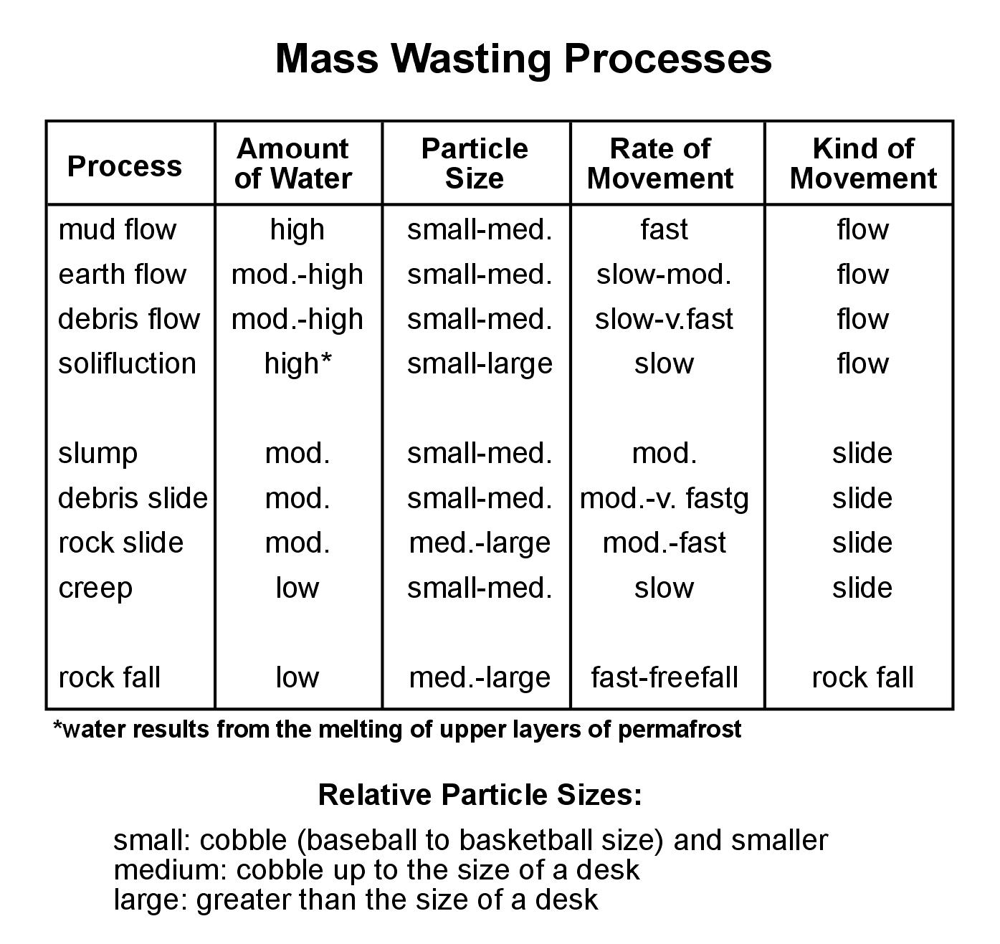 Mass Wasting Processes
Process Amount of Water Particle Size Rate of Movement Kind of Movement
mud flow high small-med. fast flow
earth flow mod.-high small-med. slow-mod. flow
debris flow mod.-high small-med. slow-v.fast flow
solifluction high* small-large slow flow
slump mod. small-med. mod. slide
debris slide mod. small-med. mod.-v. fastg slide
rock slide mod. med.-large mod.-fast slide
creep low small-med. slow slide
rock fall low med.-large fast-freefall rock fall
*water results from the melting of upper layers of permafrost
Relative Particle Sizes:
small: cobble (baseball to basketball size) and smaller
medium: cobble up to the size of a desk
large: greater than the size of a desk